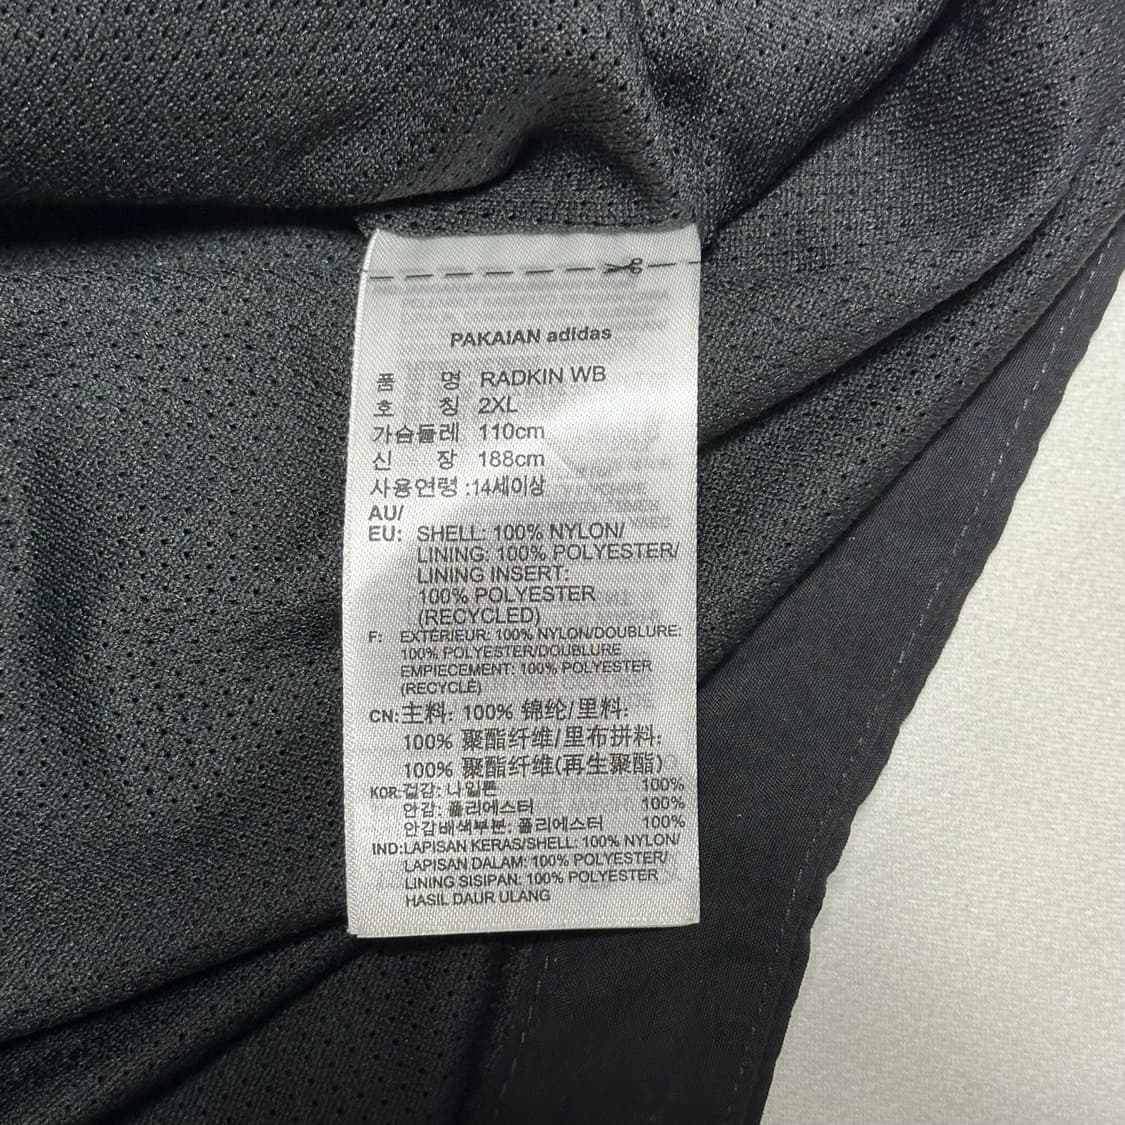 PAKAIAN adidas
품 명 RADKIN WB
호 칭 2XL
가슴둘레 110cm
신 장 188cm
사용연령 :14세이상
AU/
EU: SHELL: 100% NYLON/
LINING: 100% POLYESTER/
LINING INSERT:
100% POLYESTER
(RECYCLED)
F: EXTÉRIEUR: 100% NYLON/DOUBLURE:
100% POLYESTER/DOUBLURE
EMPIECEMENT: 100% POLYESTER
(RECYCLÉ)
CN: 主料: 100% 锦纶/里料:
100% 聚酯纤维/里布拼料:
100% 聚酯纤维(再生聚酯)
KOR: 겉감: 나일론 100%
안감: 폴리에스터 100%
안감배색부분: 폴리에스터 100%
IND:LAPISAN KERAS/SHELL: 100% NYLON/
LAPISAN DALAM: 100% POLYESTER/
LINING SISIPAN: 100% POLYESTER
HASIL DAUR ULANG